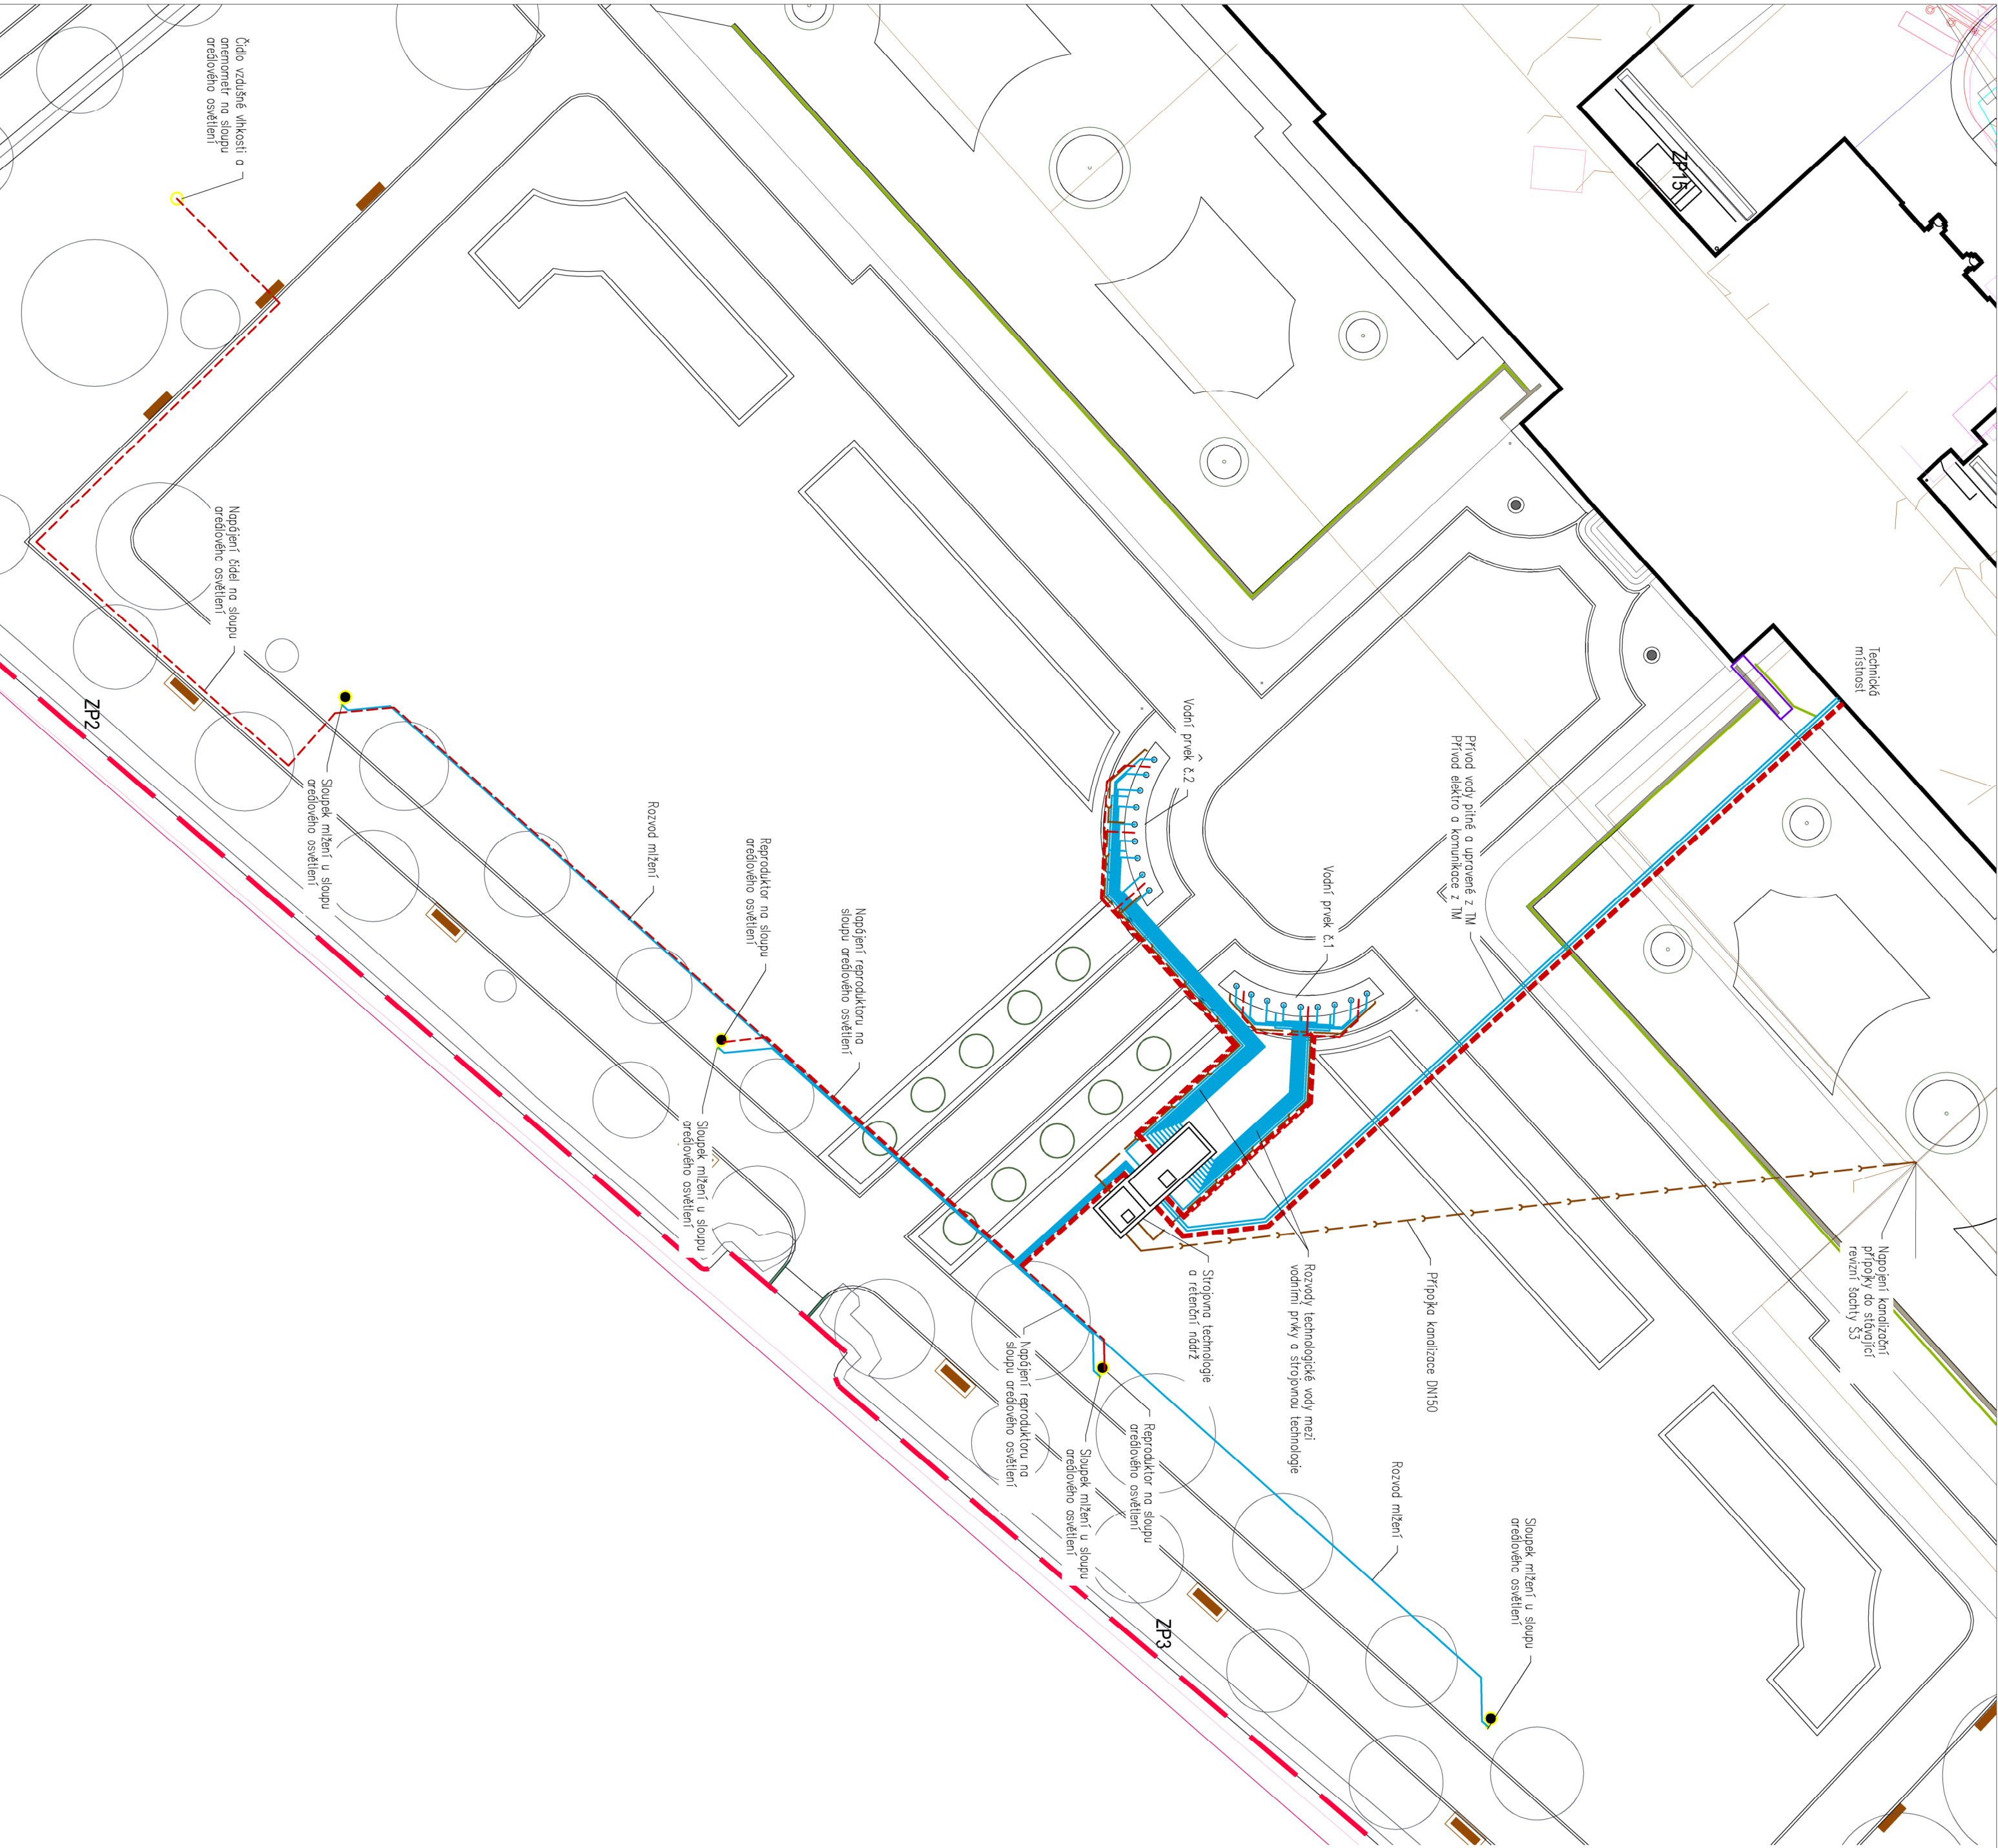 Čidlo vzdušné vlhkosti a
anemometr na sloupu
areálového osvětlení
ZP15
Technická
místnost
Napájení čidel na sloupu
areálového osvětlení
ZP2
Vodní prvek č.2
Přívod vody pitné a upravené z TM
Přívod elektro a komunikace z TM
Sloupek mlžení u sloupu
areálového osvětlení
Rozvod mlžení
Reproduktor na sloupu
areálového osvětlení
Vodní prvek č.1
Napájení reproduktoru na
sloupu areálového osvětlení
Sloupek mlžení u sloupu
areálového osvětlení
Napojení kanalizační
přípojky do stávající
revizní šachty Š3
Přípojka kanalizace DN150
Rozvody technologické vody mezi
vodními prvky a strojovnou technologie
Strojovna technologie
a retenční nádrž
Napájení reproduktoru na
sloupu areálového osvětlení
Reproduktor na sloupu
areálového osvětlení
Sloupek mlžení u sloupu
areálového osvětlení
Rozvod mlžení
Sloupek mlžení u sloupu
areálového osvětlení
ZP3